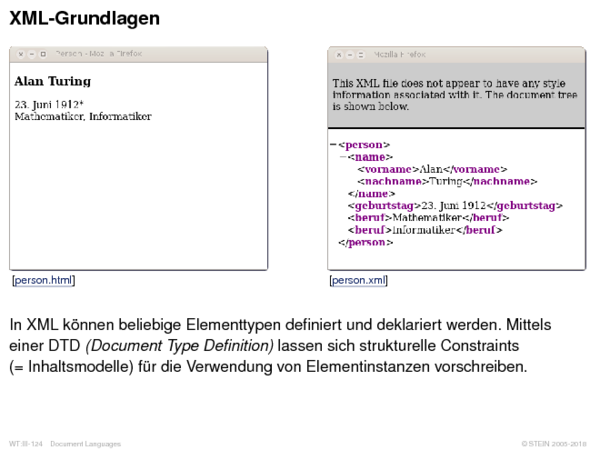 XML-Grundlagen
Person - Mozilla Firefox
Alan Turing
23. Juni 1912*
Mathematiker, Informatiker
[person.html]
Mozilla Firefox
This XML file does not appear to have any style
information associated with it. The document tree
is shown below.
−<person>
−<name>
<vorname>Alan</vorname>
<nachname>Turing</nachname>
</name>
<geburtstag>23. Juni 1912</geburtstag>
<beruf>Mathematiker</beruf>
<beruf>Informatiker</beruf>
</person>
[person.xml]
In XML können beliebige Elementtypen definiert und deklariert werden. Mittels
einer DTD (Document Type Definition) lassen sich strukturelle Constraints
(= Inhaltsmodelle) für die Verwendung von Elementinstanzen vorschreiben.
WT:III-124 Document Languages
© STEIN 2005-2018